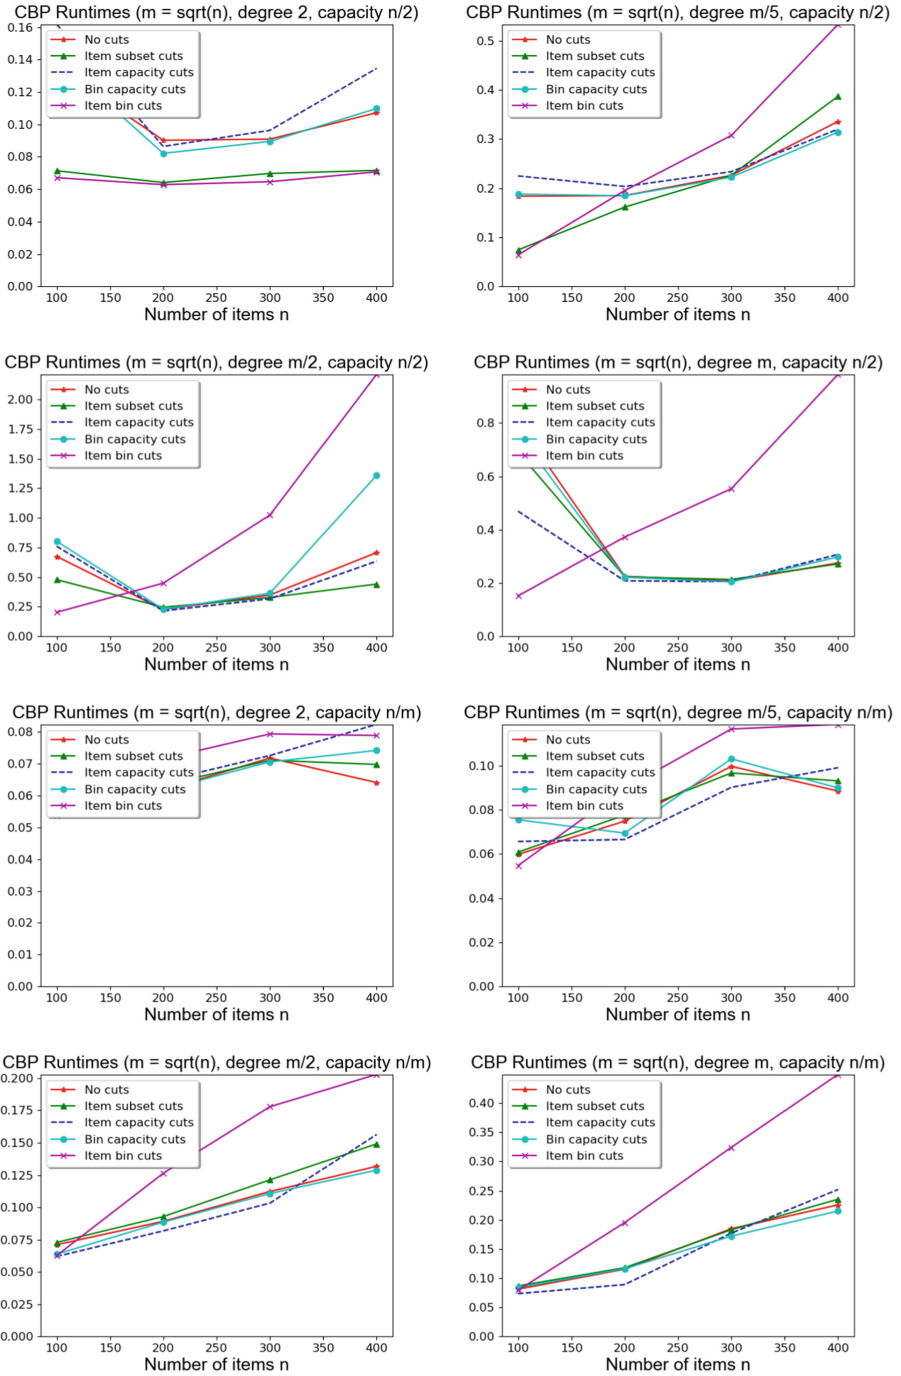 CBP Runtimes (m = sqrt(n), degree 2, capacity n/2)
0.16
0.14
0.12
0.10
0.08
0.06
0.04
0.02
0.00
No cuts
Item subset cuts
Item capacity cuts
Bin capacity cuts
Item bin cuts
100 150 200 250 300 350 400
Number of items n
CBP Runtimes (m = sqrt(n), degree m/5, capacity n/2)
0.5
0.4
0.3
0.2
0.1
0.0
No cuts
Item subset cuts
Item capacity cuts
Bin capacity cuts
Item bin cuts
100 150 200 250 300 350 400
Number of items n
CBP Runtimes (m = sqrt(n), degree m/2, capacity n/2)
2.00
1.75
1.50
1.25
1.00
0.75
0.50
0.25
0.00
No cuts
Item subset cuts
Item capacity cuts
Bin capacity cuts
Item bin cuts
100 150 200 250 300 350 400
Number of items n
CBP Runtimes (m = sqrt(n), degree m, capacity n/2)
0.8
0.6
0.4
0.2
0.0
No cuts
Item subset cuts
Item capacity cuts
Bin capacity cuts
Item bin cuts
100 150 200 250 300 350 400
Number of items n
CBP Runtimes (m = sqrt(n), degree 2, capacity n/m)
0.08
0.07
0.06
0.05
0.04
0.03
0.02
0.01
0.00
No cuts
Item subset cuts
Item capacity cuts
Bin capacity cuts
Item bin cuts
100 150 200 250 300 350 400
Number of items n
CBP Runtimes (m = sqrt(n), degree m/5, capacity n/m)
0.10
0.08
0.06
0.04
0.02
0.00
No cuts
Item subset cuts
Item capacity cuts
Bin capacity cuts
Item bin cuts
100 150 200 250 300 350 400
Number of items n
CBP Runtimes (m = sqrt(n), degree m/2, capacity n/m)
0.200
0.175
0.150
0.125
0.100
0.075
0.050
0.025
0.000
No cuts
Item subset cuts
Item capacity cuts
Bin capacity cuts
Item bin cuts
100 150 200 250 300 350 400
Number of items n
CBP Runtimes (m = sqrt(n), degree m, capacity n/m)
0.40
0.35
0.30
0.25
0.20
0.15
0.10
0.05
0.00
No cuts
Item subset cuts
Item capacity cuts
Bin capacity cuts
Item bin cuts
100 150 200 250 300 350 400
Number of items n